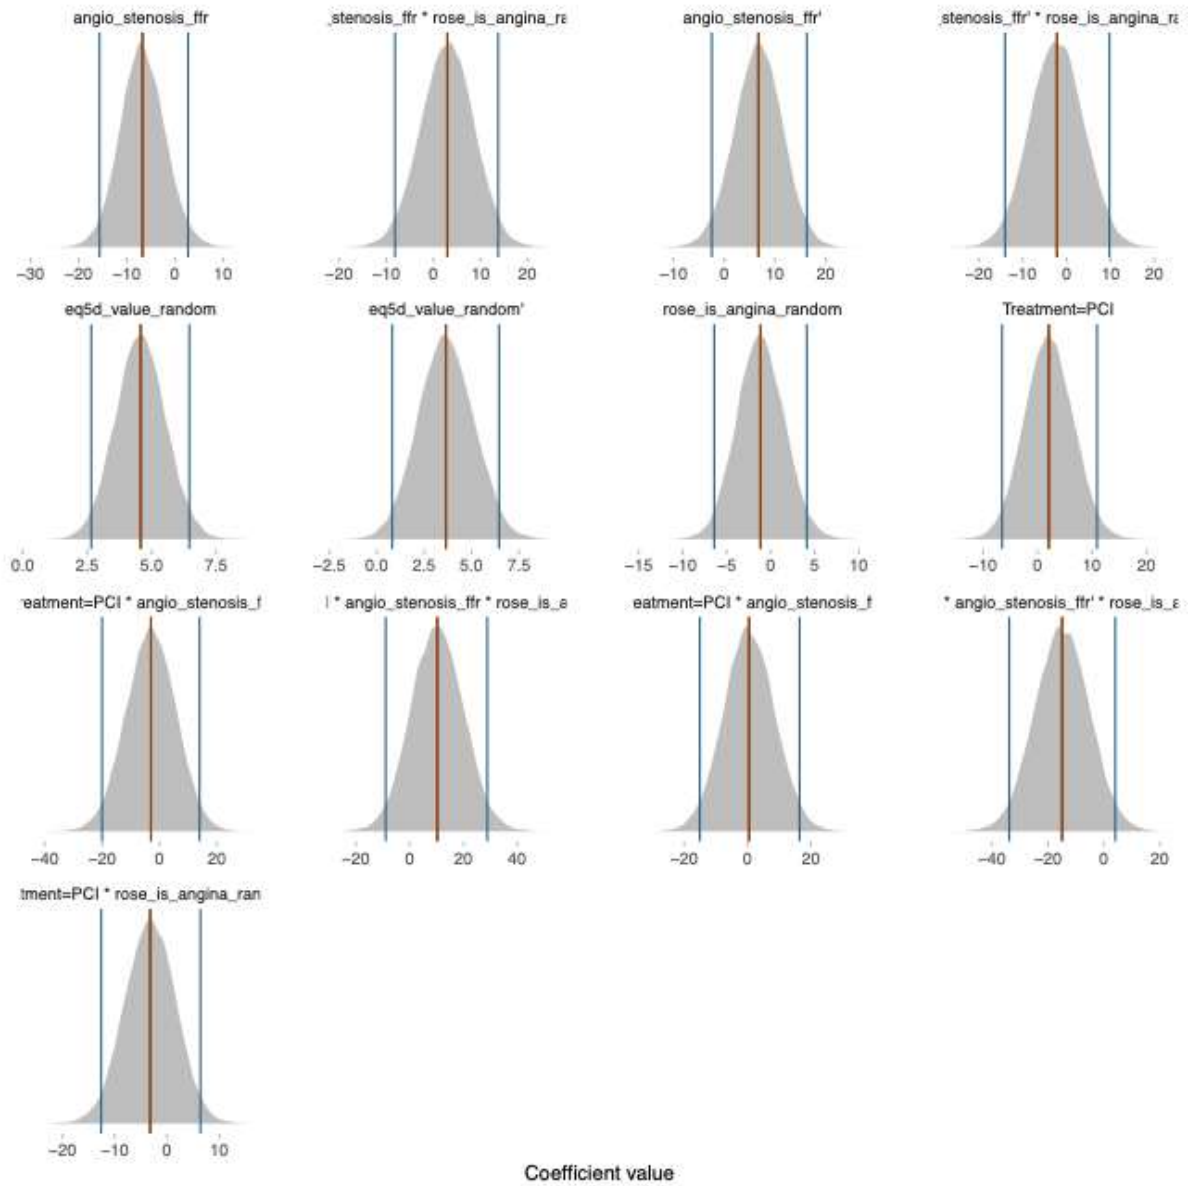 angio_stenosis_ffr
_stenosis_ffr * rose_is_angina_ra
angio_stenosis_ffr'
_stenosis_ffr' * rose_is_angina_ra
−30 −20 −10 0 10
−20 −10 0 10 20
−10 0 10 20
−20 −10 0 10 20
eq5d_value_random
eq5d_value_random'
rose_is_angina_random
Treatment=PCI
0.0 2.5 5.0 7.5
−2.5 0.0 2.5 5.0 7.5
−15 −10 −5 0 5 10
−10 0 10 20
eatment=PCI * angio_stenosis_f
* angio_stenosis_ffr * rose_is_a
eatment=PCI * angio_stenosis_f
* angio_stenosis_ffr' * rose_is_a
−40 −20 0 20
−20 0 20 40
−20 0 20
−40 −20 0 20
tment=PCI * rose_is_angina_ran
−20 −10 0 10
Coefficient value